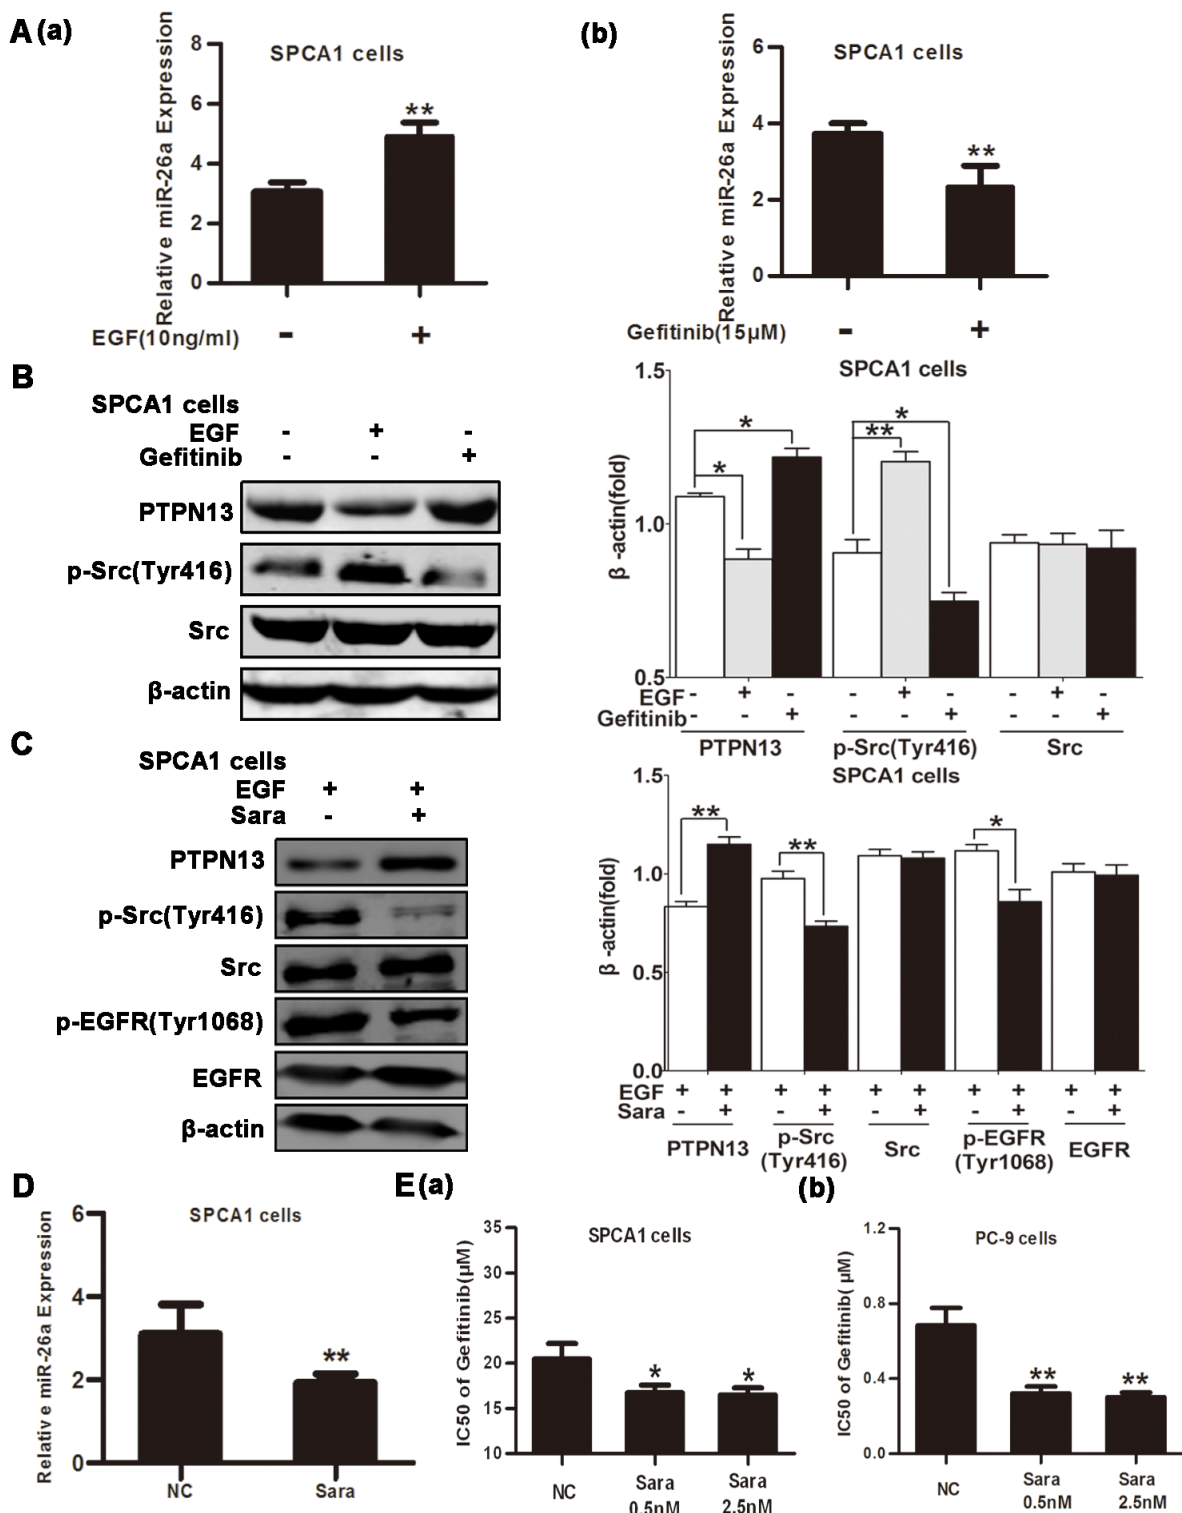 A (a)
SPCA1 cells
Relative miR-26a Expression
8
6
4
2
0
**
EGF(10ng/ml)
- +
(b)
SPCA1 cells
Relative miR-26a Expression
6
4
2
0
**
Gefitinib(15μM)
- +
B
SPCA1 cells
EGF - + -
Gefitinib - - +
PTPN13
p-Src(Tyr416)
Src
β-actin
SPCA1 cells
β -actin(fold)
1.5
1.0
0.5
* * ** *
EGF - + - - + - - + -
Gefitinib - - + - - + - - +
PTPN13 p-Src(Tyr416) Src
C
SPCA1 cells
EGF + +
Sara - +
PTPN13
p-Src(Tyr416)
Src
p-EGFR(Tyr1068)
EGFR
β-actin
SPCA1 cells
β -actin(fold)
1.5
1.0
0.5
0.0
** ** *
EGF + + + + + + + + + +
Sara - + - + - + - + - +
PTPN13 p-Src (Tyr416) Src p-EGFR (Tyr1068) EGFR
D
SPCA1 cells
Relative miR-26a Expression
6
4
2
0
**
NC Sara
E (a)
SPCA1 cells
IC50 of Gefitinib(μM)
35
30
25
20
15
10
* *
NC Sara 0.5nM Sara 2.5nM
(b)
PC-9 cells
IC50 of Gefitinib( μM)
1.2
0.8
0.4
0.0
** **
NC Sara 0.5nM Sara 2.5nM